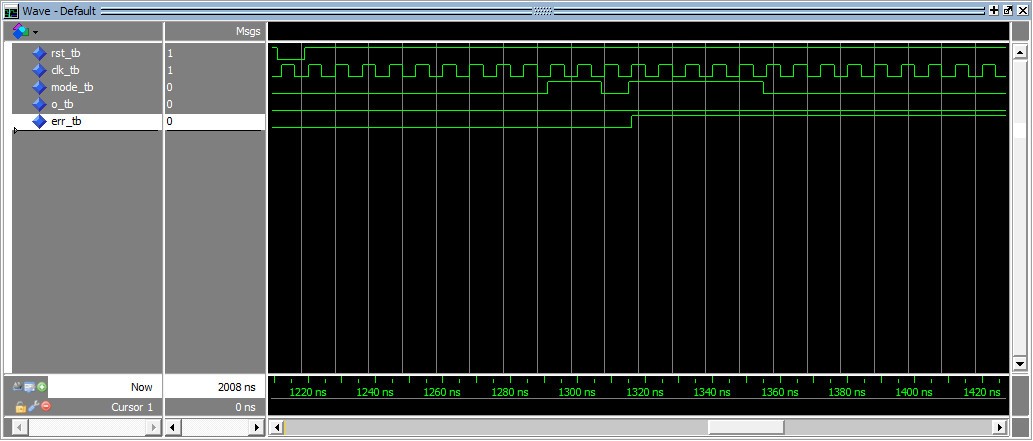 Wave - Default
Msgs
rst_tb 1
clk_tb 1
mode_tb 0
o_tb 0
err_tb 0
Now 2008 ns 1220 ns 1240 ns 1260 ns 1280 ns 1300 ns 1320 ns 1340 ns 1360 ns 1380 ns 1400 ns 1420 ns
Cursor 1 0 ns